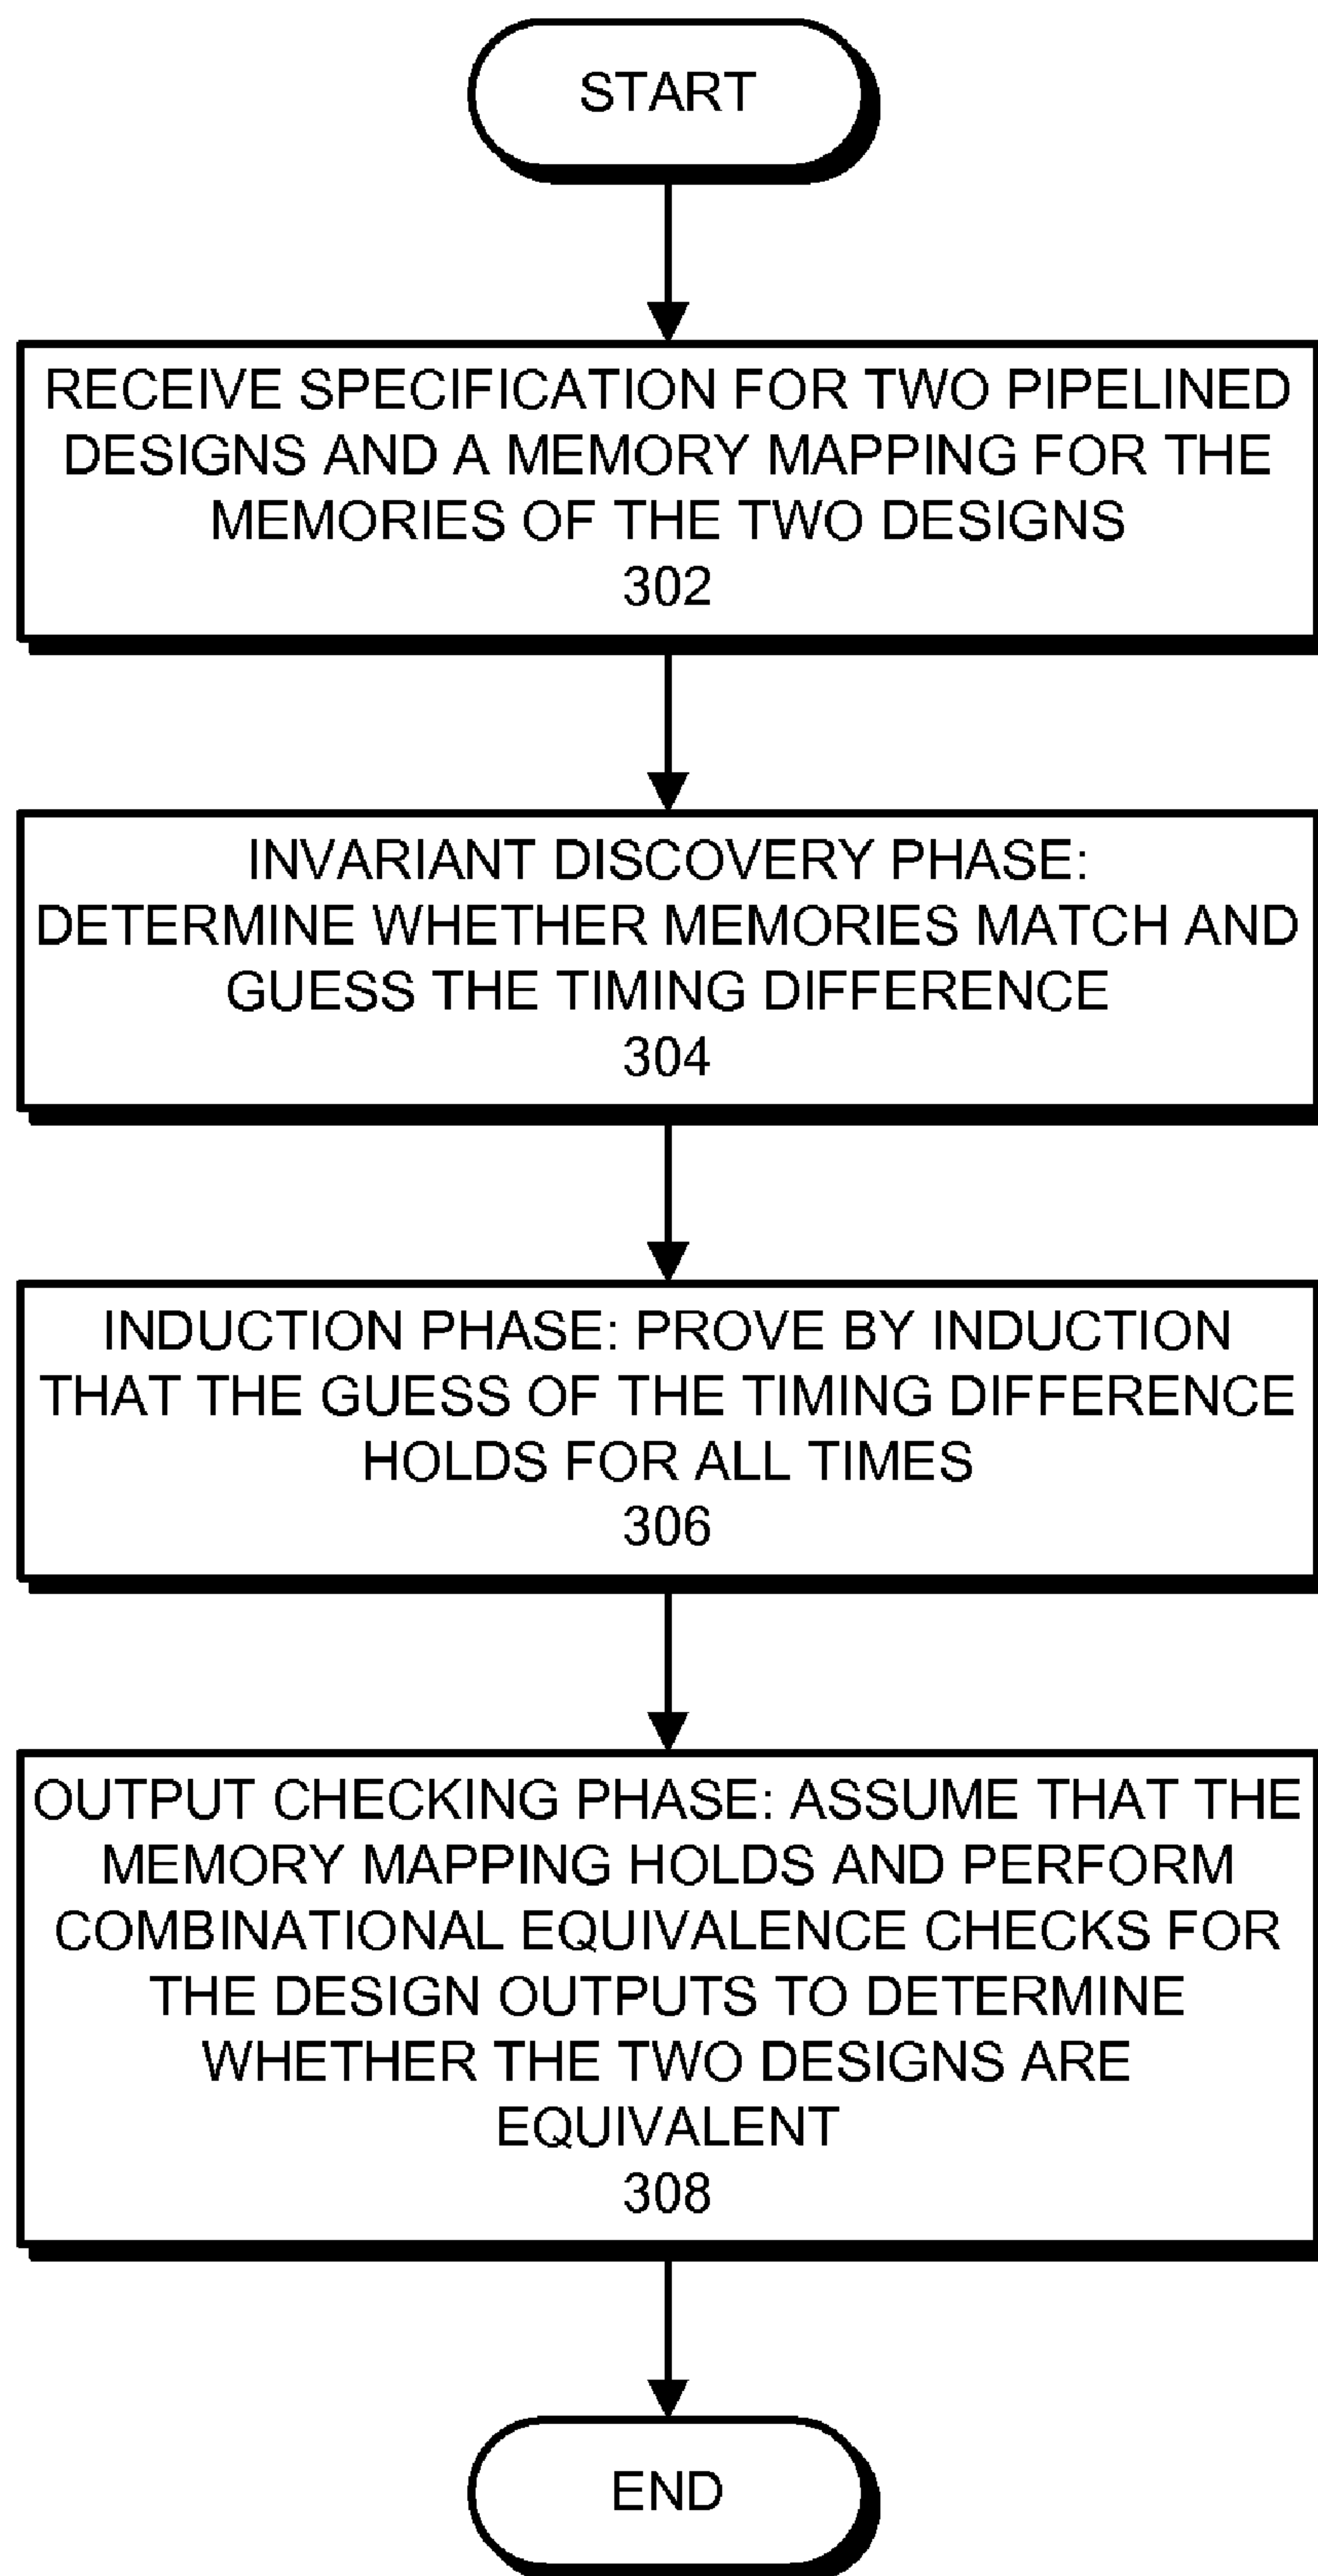 START
RECEIVE SPECIFICATION FOR TWO PIPELINED
DESIGNS AND A MEMORY MAPPING FOR THE
MEMORIES OF THE TWO DESIGNS
302
INVARIANT DISCOVERY PHASE:
DETERMINE WHETHER MEMORIES MATCH AND
GUESS THE TIMING DIFFERENCE
304
INDUCTION PHASE: PROVE BY INDUCTION
THAT THE GUESS OF THE TIMING DIFFERENCE
HOLDS FOR ALL TIMES
306
OUTPUT CHECKING PHASE: ASSUME THAT THE
MEMORY MAPPING HOLDS AND PERFORM
COMBINATIONAL EQUIVALENCE CHECKS FOR
THE DESIGN OUTPUTS TO DETERMINE
WHETHER THE TWO DESIGNS ARE
EQUIVALENT
308
END